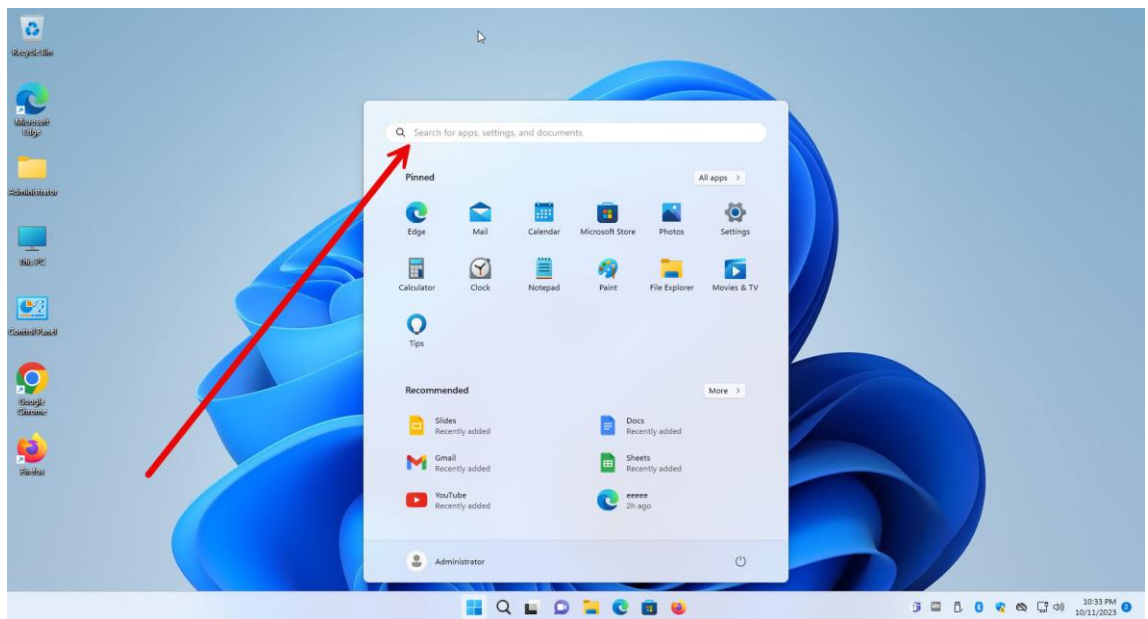 Recycle Bin
Microsoft
Edge
Administrator
This PC
Control Panel
Google
Chrome
Firefox
Search for apps, settings, and documents
Pinned
All apps >
Edge Mail Calendar Microsoft Store Photos Settings
Calculator Clock Notepad Paint File Explorer Movies & TV
Tips
Recommended
More >
Slides
Recently added
Docs
Recently added
Gmail
Recently added
Sheets
Recently added
YouTube
Recently added
eeeee
2h ago
Administrator
10:33 PM
10/11/2023
2